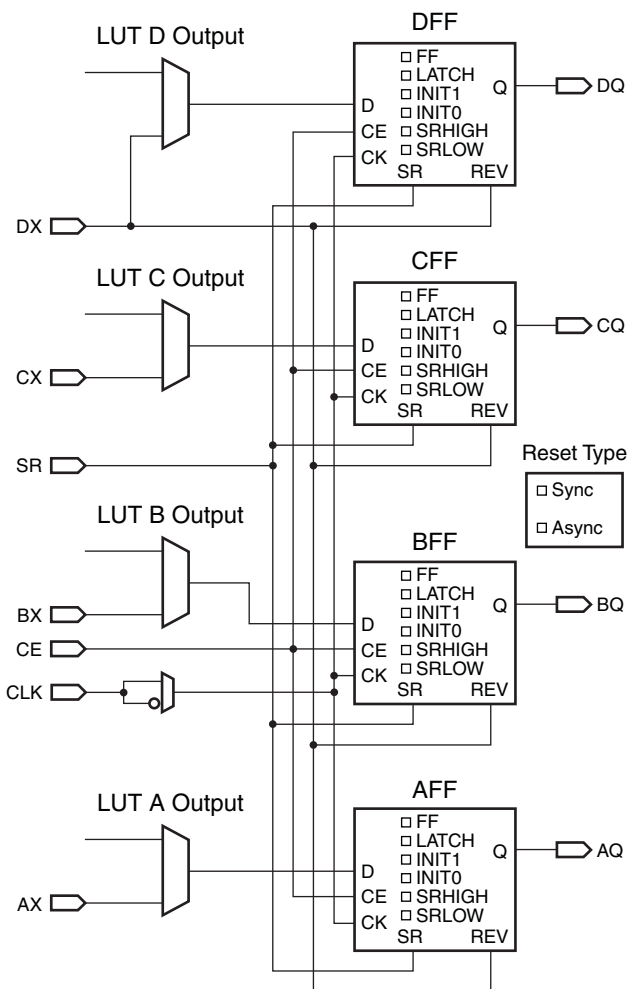 DFF
LUT D Output
FF
LATCH
INIT1
INIT0
SRHIGH
SRLOW
D
CE
CK
Q
SR
REV
DQ
DX
CFF
LUT C Output
FF
LATCH
INIT1
INIT0
SRHIGH
SRLOW
D
CE
CK
Q
SR
REV
CQ
CX
SR
Reset Type
Sync
Async
LUT B Output
BFF
FF
LATCH
INIT1
INIT0
SRHIGH
SRLOW
D
CE
CK
Q
SR
REV
BQ
BX
CE
CLK
AFF
LUT A Output
FF
LATCH
INIT1
INIT0
SRHIGH
SRLOW
D
CE
CK
Q
SR
REV
AQ
AX